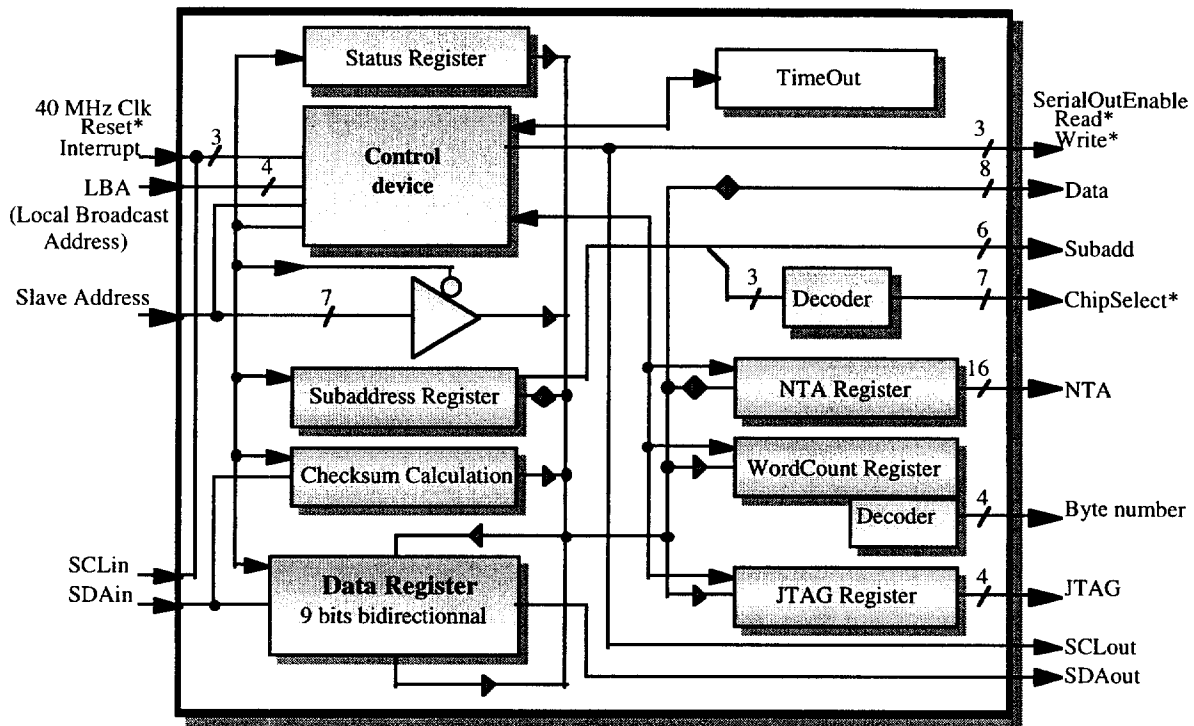 Status Register
TimeOut
40 MHz Clk
Reset*
Interrupt
3
Control
device
SerialOutEnable
Read*
Write*
3
LBA
4
(Local Broadcast
Address)
8
Data
6
Subadd
Slave Address
7
3
Decoder
7
ChipSelect*
Subaddress Register
NTA Register
16
NTA
Checksum Calculation
WordCount Register
Decoder
4
Byte number
SCLin
SDAin
Data Register
9 bits bidirectionnal
JTAG Register
4
JTAG
SCLout
SDAout